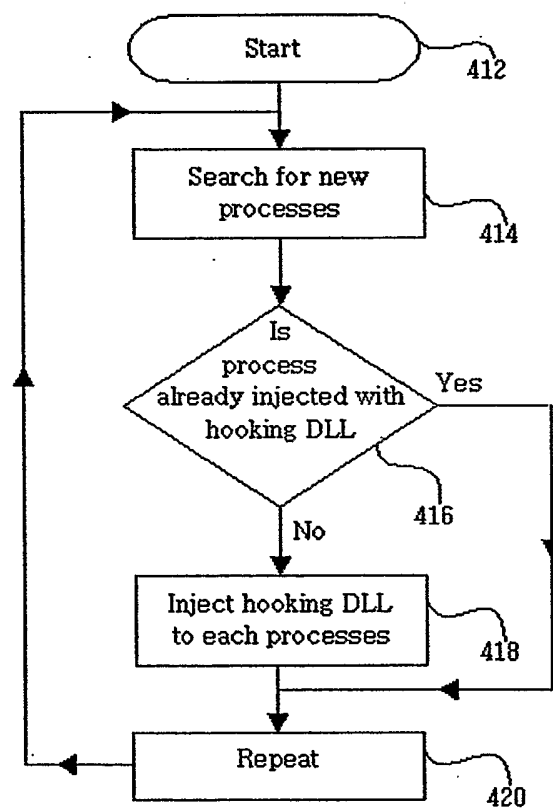 Start
412
Search for new
processes
414
Is
process
already injected with
hooking DLL
Yes
416
No
Inject hooking DLL
to each processes
418
Repeat
420